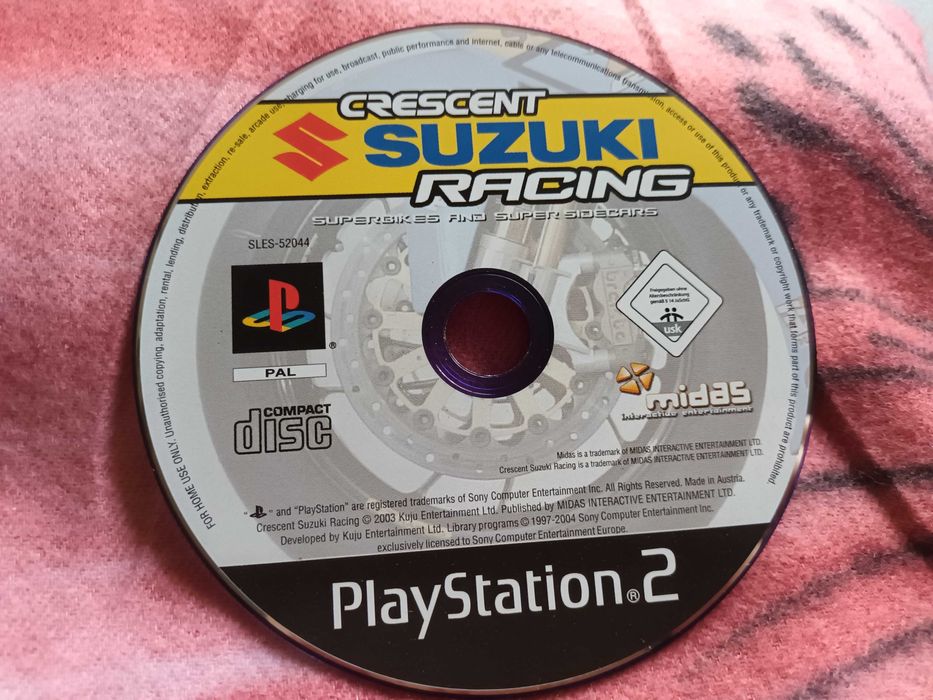 FOR HOME USE ONLY. Unauthorised copying, adaptation, rental, lending, distribution, extraction, re-sale, arcade use, charging for use, broadcast, public performance and internet, cable or any telecommunications transmission, access or use of this product or any trademark or copyright work that forms part of this product are prohibited.
CRESCENT
SUZUKI
RACING
SUPERBIKES AND SUPER SIDECARS
SLES-52044
PAL
COMPACT
disc
Freigegeben ohne
Altersbeschränkung
gemäß § 14 JuSchG
usk
midas
interactive entertainment
Midas is a trademark of MIDAS INTERACTIVE ENTERTAINMENT LTD.
Crescent Suzuki Racing is a trademark of MIDAS INTERACTIVE ENTERTAINMENT LTD.
" " and "PlayStation" are registered trademarks of Sony Computer Entertainment Inc. All Rights Reserved. Made in Austria.
Crescent Suzuki Racing © 2003 Kuju Entertainment Ltd. Published by MIDAS INTERACTIVE ENTERTAINMENT LTD.
Developed by Kuju Entertainment Ltd. Library programs © 1997-2004 Sony Computer Entertainment Inc.
exclusively licensed to Sony Computer Entertainment Europe.
PlayStation®2